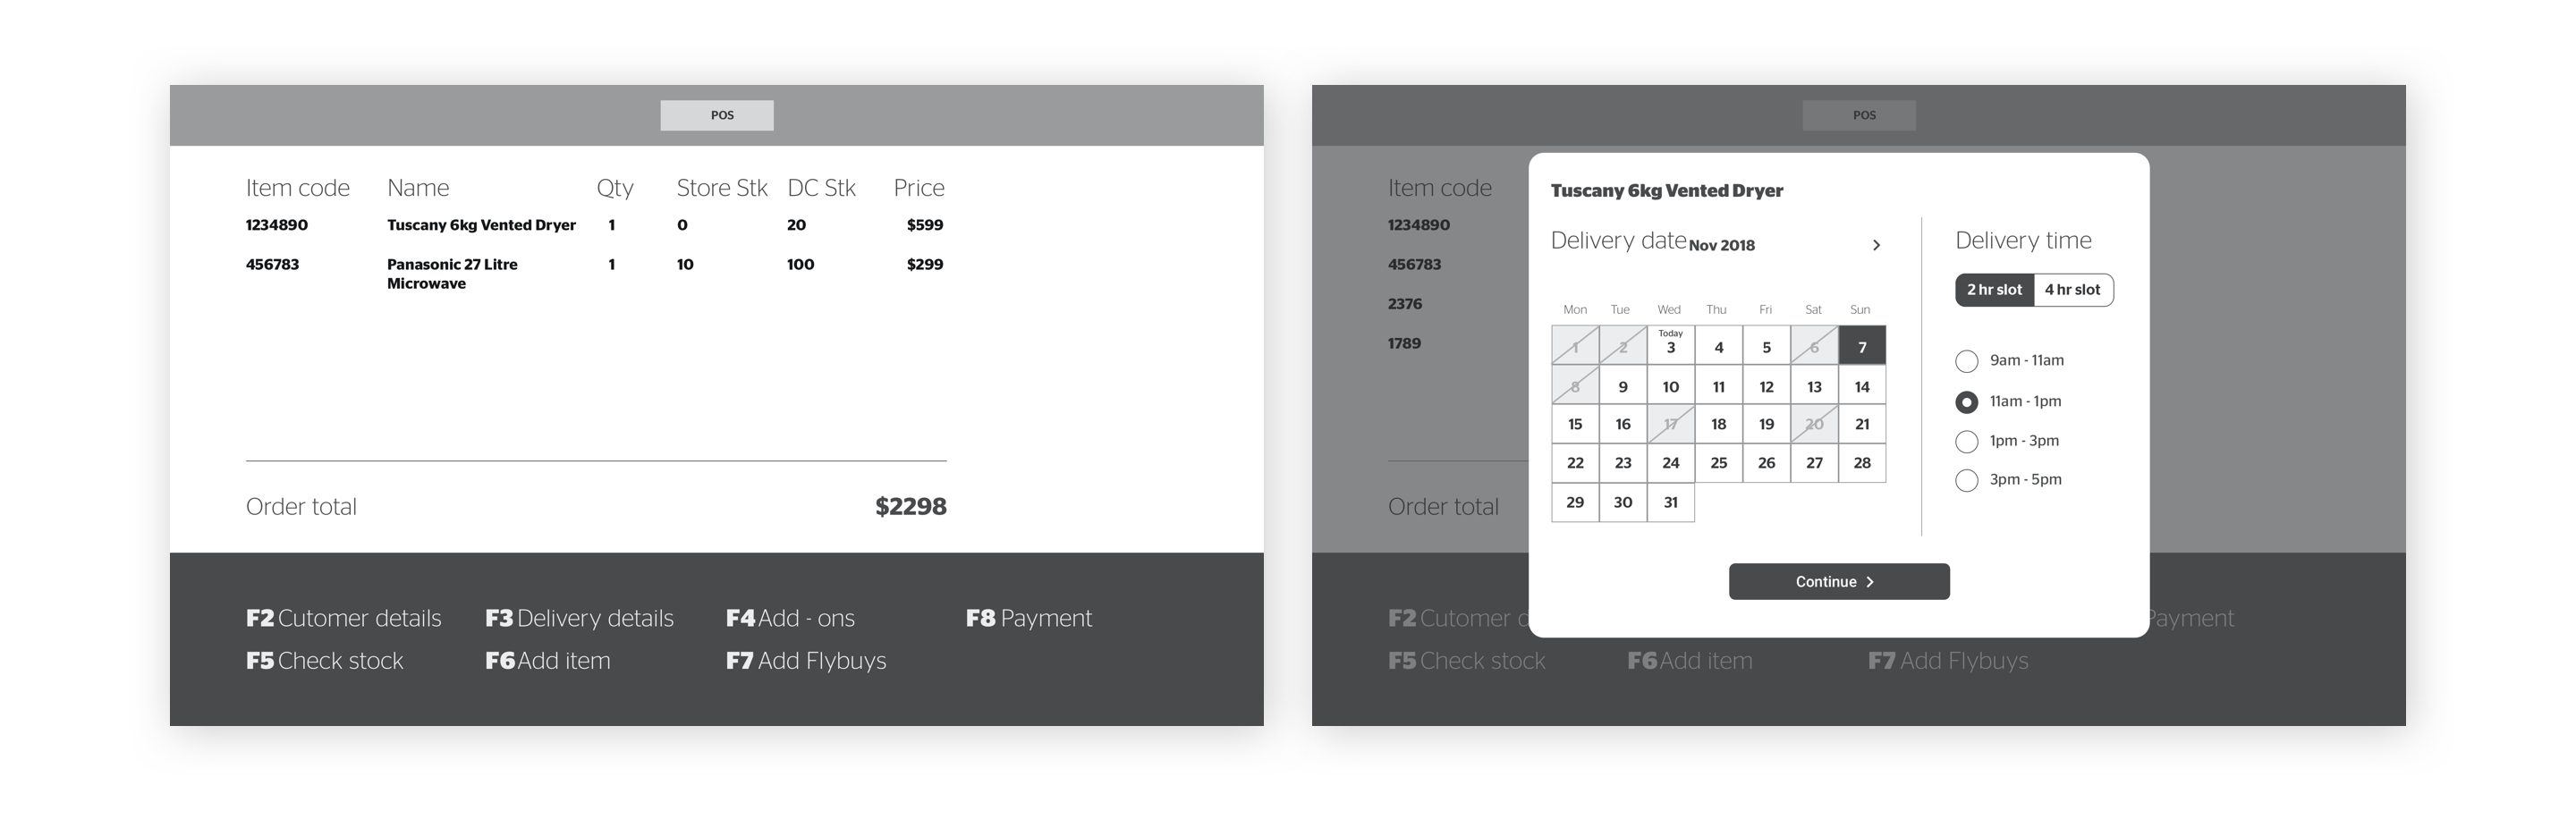 POS
Item code Name Qty Store Stk DC Stk Price
1234890 Tuscany 6kg Vented Dryer 1 0 20 $599
456783 Panasonic 27 Litre 1 10 100 $299
Microwave
Order total $2298
F2 Cutomer details F3 Delivery details F4 Add - ons F8 Payment
F5 Check stock F6 Add item F7 Add Flybuys
POS
Item code
1234890
456783
2376
1789
Order total
F2 Cutomer d
Payment
F5 Check stock F6 Add item F7 Add Flybuys
Tuscany 6kg Vented Dryer
Delivery date Nov 2018 >
Mon Tue Wed Thu Fri Sat Sun
Today
1 2 3 4 5 6 7
8 9 10 11 12 13 14
15 16 17 18 19 20 21
22 23 24 25 26 27 28
29 30 31
Delivery time
2 hr slot 4 hr slot
9am - 11am
11am - 1pm
1pm - 3pm
3pm - 5pm
Continue >